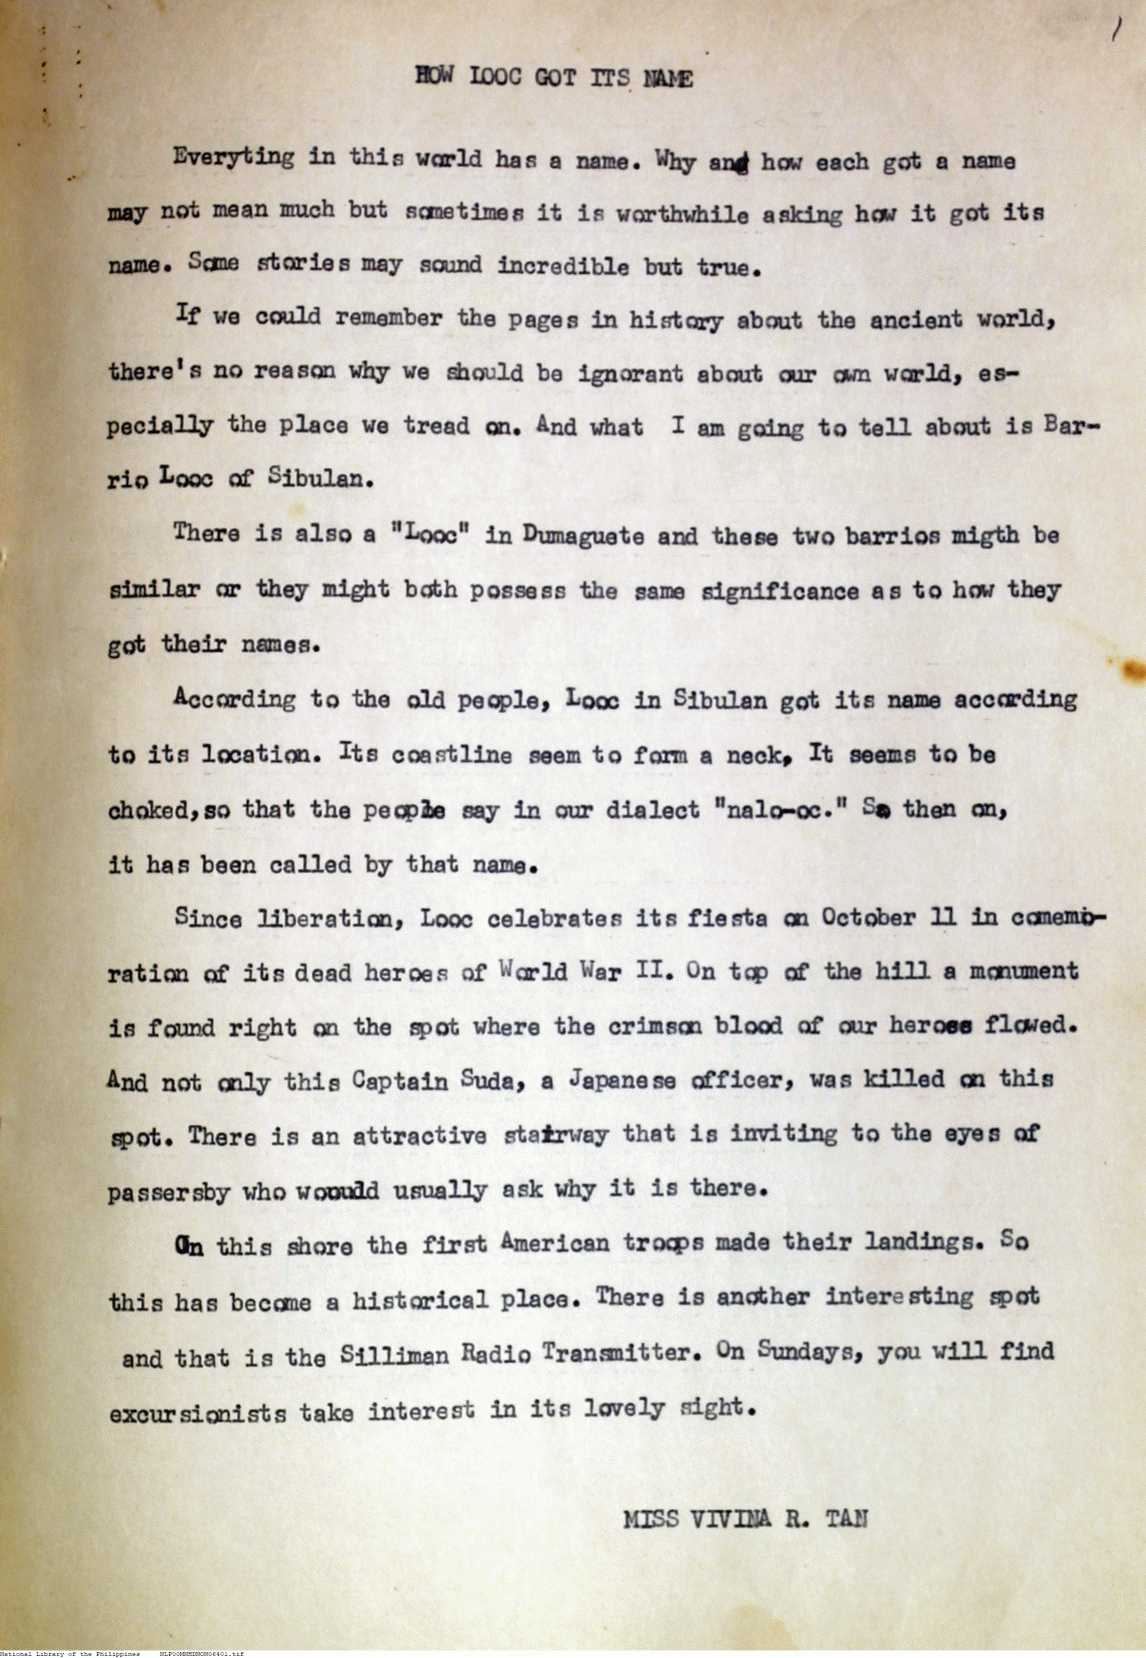 HOW LOOC GOT ITS NAME
Everyting in this world has a name. Why and how each got a name
may not mean much but sometimes it is worthwhile asking how it got its
name. Some stories may sound incredible but true.
If we could remember the pages in history about the ancient world,
there's no reason why we should be ignorant about our own world, es-
pecially the place we tread on. And what I am going to tell about is Bar-
rio Looc of Sibulan.
There is also a "Looc" in Dumaguete and these two barrios migth be
similar or they might both possess the same significance as to how they
got their names.
According to the old people, Looc in Sibulan got its name according
to its location. Its coastline seem to form a neck, It seems to be
choked,so that the people say in our dialect "nalo-oc." So then on,
it has been called by that name.
Since liberation, Looc celebrates its fiesta on October 11 in comemo-
ration of its dead heroes of World War II. On top of the hill a monument
is found right on the spot where the crimson blood of our heroes flowed.
And not only this Captain Suda, a Japanese officer, was killed on this
spot. There is an attractive stairway that is inviting to the eyes of
passersby who woould usually ask why it is there.
On this shore the first American troops made their landings. So
this has become a historical place. There is another interesting spot
and that is the Silliman Radio Transmitter. On Sundays, you will find
excursionists take interest in its lovely sight.
MISS VIVINA R. TAN
National Library of the Philippines